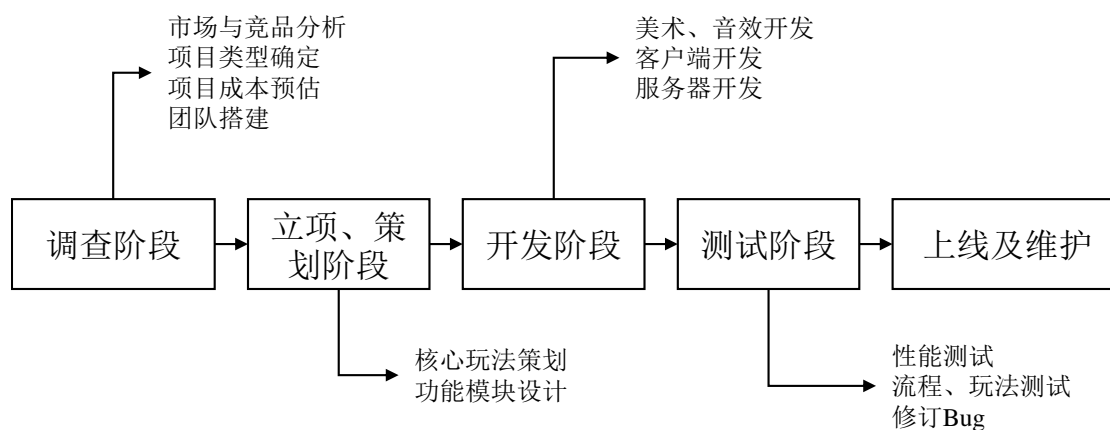 市场与竞品分析
项目类型确定
项目成本预估
团队搭建
美术、音效开发
客户端开发
服务器开发
调查阶段
立项、策
划阶段
开发阶段
测试阶段
上线及维护
核心玩法策划
功能模块设计
性能测试
流程、玩法测试
修订Bug